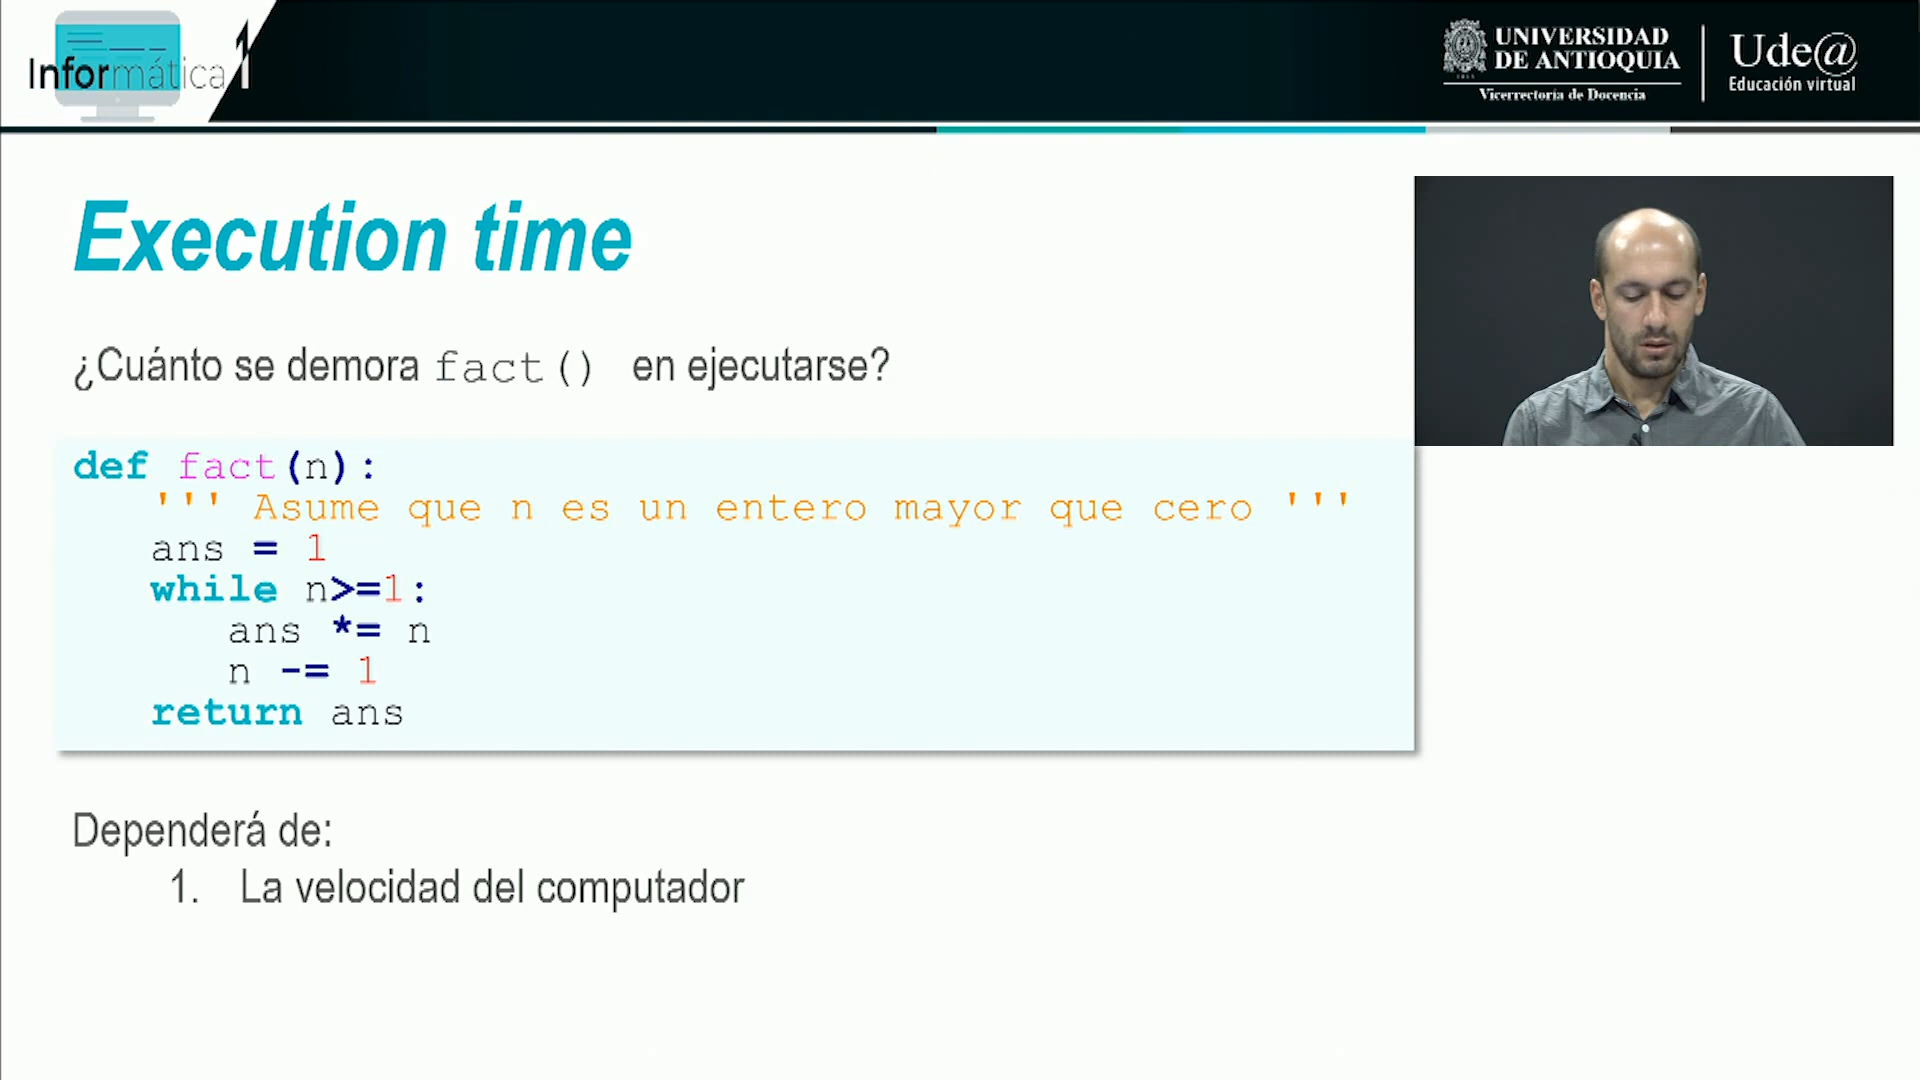 Informática 1
UNIVERSIDAD
DE ANTIOQUIA
Vicerrectoría de Docencia
Ude@
Educación virtual
Execution time
¿Cuánto se demora fact() en ejecutarse?
def fact(n):
''' Asume que n es un entero mayor que cero '''
ans = 1
while n>=1:
ans *= n
n -= 1
return ans
Dependerá de:
1. La velocidad del computador